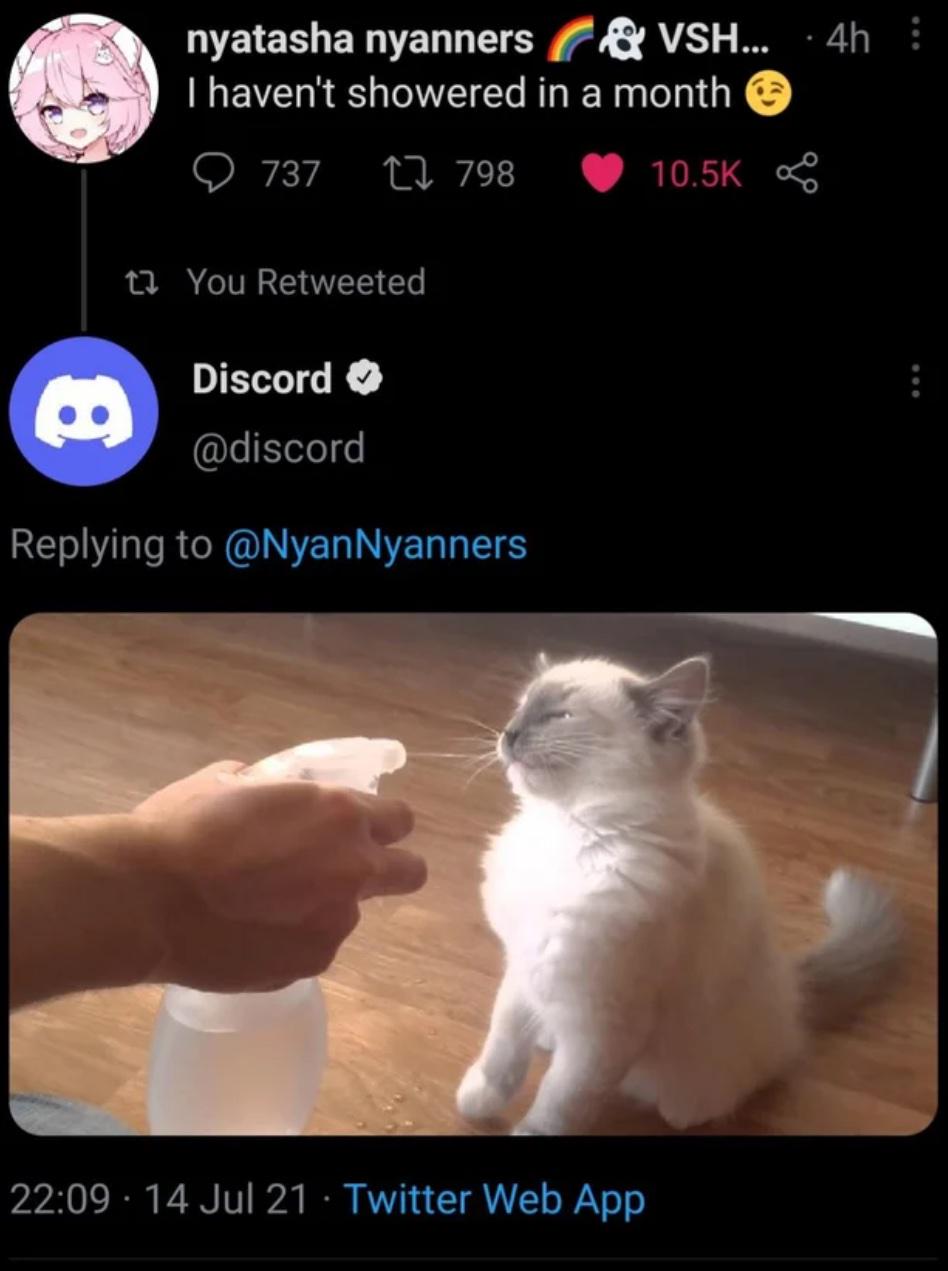 nyatasha nyanners 🌈👻 VSH... · 4h
I haven't showered in a month 😉
737 798 10.5K
You Retweeted
Discord
@discord
Replying to @NyanNyanners
22:09 · 14 Jul 21 · Twitter Web App